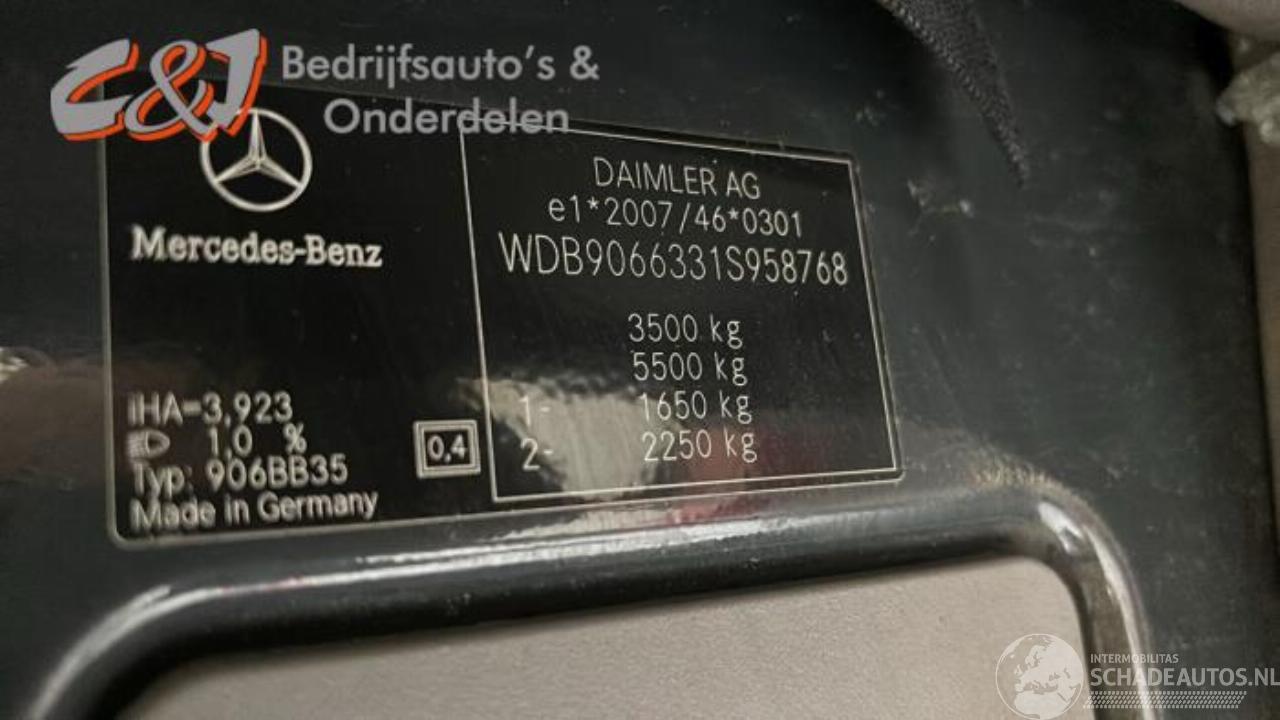 C&J Bedrijfsauto's &
Onderdelen
Mercedes-Benz
iHA-3,923
1,0 %
Typ: 906BB35
Made in Germany
0,4
DAIMLER AG
e1*2007/46*0301
WDB9066331S958768
3500 kg
5500 kg
1- 1650 kg
2- 2250 kg
INTERMOBILITAS
SCHADEAUTOS.NL